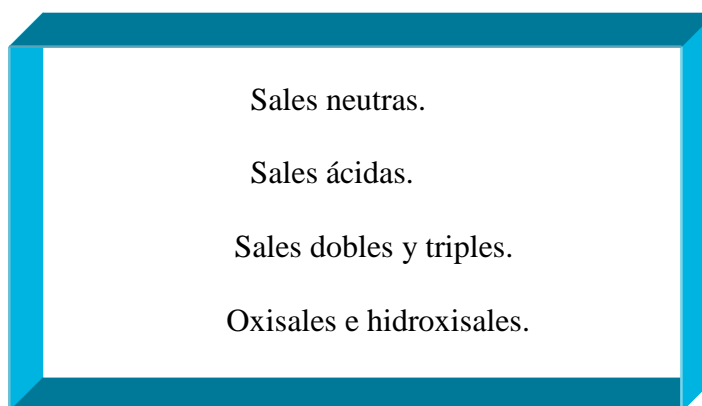 Sales neutras.
Sales ácidas.
Sales dobles y triples.
Oxisales e hidroxisales.